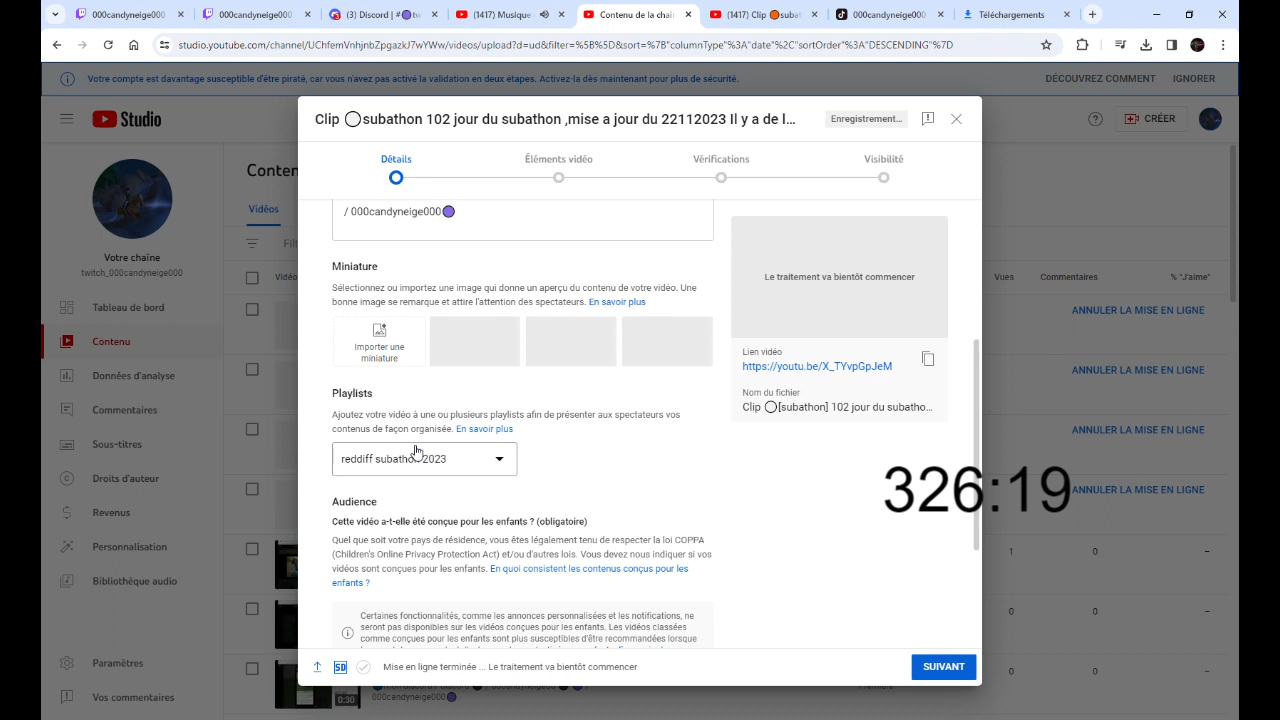 000candyneige000
000candyneige000
(3) Discord | #🟣tw
(1417) Musique
Contenu de la chaî
(1417) Clip 🟣subat
000candyneige000
Téléchargements
studio.youtube.com/channel/UChfemVnhjnbZpgazkJ7wYWw/videos/upload?d=ud&filter=%5B%5D&sort=%7B"columnType"%3A"date"%2C"sortOrder"%3A"DESCENDING"%7D
Votre compte est davantage susceptible d'être piraté, car vous n'avez pas activé la validation en deux étapes. Activez-la dès maintenant pour plus de sécurité.
DÉCOUVREZ COMMENT
IGNORER
Studio
CRÉER
Clip ◯subathon 102 jour du subathon ,mise a jour du 22112023 Il y a de l...
Enregistrement...
Détails
Éléments vidéo
Vérifications
Visibilité
Conten
Vidéos
Filt
Vidéo
Vues
Commentaires
% "J'aime"
Votre chaîne
twitch_000candyneige000
Tableau de bord
Contenu
Données d'analyse
Commentaires
Sous-titres
Droits d'auteur
Revenus
Personnalisation
Bibliothèque audio
Paramètres
Vos commentaires
/ 000candyneige000🟣
Miniature
Sélectionnez ou importez une image qui donne un aperçu du contenu de votre vidéo. Une
bonne image se remarque et attire l'attention des spectateurs. En savoir plus
Importer une
miniature
Playlists
Ajoutez votre vidéo à une ou plusieurs playlists afin de présenter aux spectateurs vos
contenus de façon organisée. En savoir plus
reddiff subathon 2023
Audience
Cette vidéo a-t-elle été conçue pour les enfants ? (obligatoire)
Quel que soit votre pays de résidence, vous êtes légalement tenu de respecter la loi COPPA
(Children's Online Privacy Protection Act) et/ou d'autres lois. Vous devez nous indiquer si vos
vidéos sont conçues pour les enfants. En quoi consistent les contenus conçus pour les
enfants ?
Certaines fonctionnalités, comme les annonces personnalisées et les notifications, ne
seront pas disponibles sur les vidéos conçues pour les enfants. Les vidéos classées
comme conçues pour les enfants sont plus susceptibles d'être recommandées lorsque
Le traitement va bientôt commencer
Lien vidéo
https://youtu.be/X_TYvpGpJeM
Nom du fichier
Clip ◯[subathon] 102 jour du subatho...
ANNULER LA MISE EN LIGNE
ANNULER LA MISE EN LIGNE
ANNULER LA MISE EN LIGNE
ANNULER LA MISE EN LIGNE
326:19
1
0
–
0
0
–
0
0
–
SD
Mise en ligne terminée ... Le traitement va bientôt commencer
SUIVANT
0:30
000candyneige000🟣